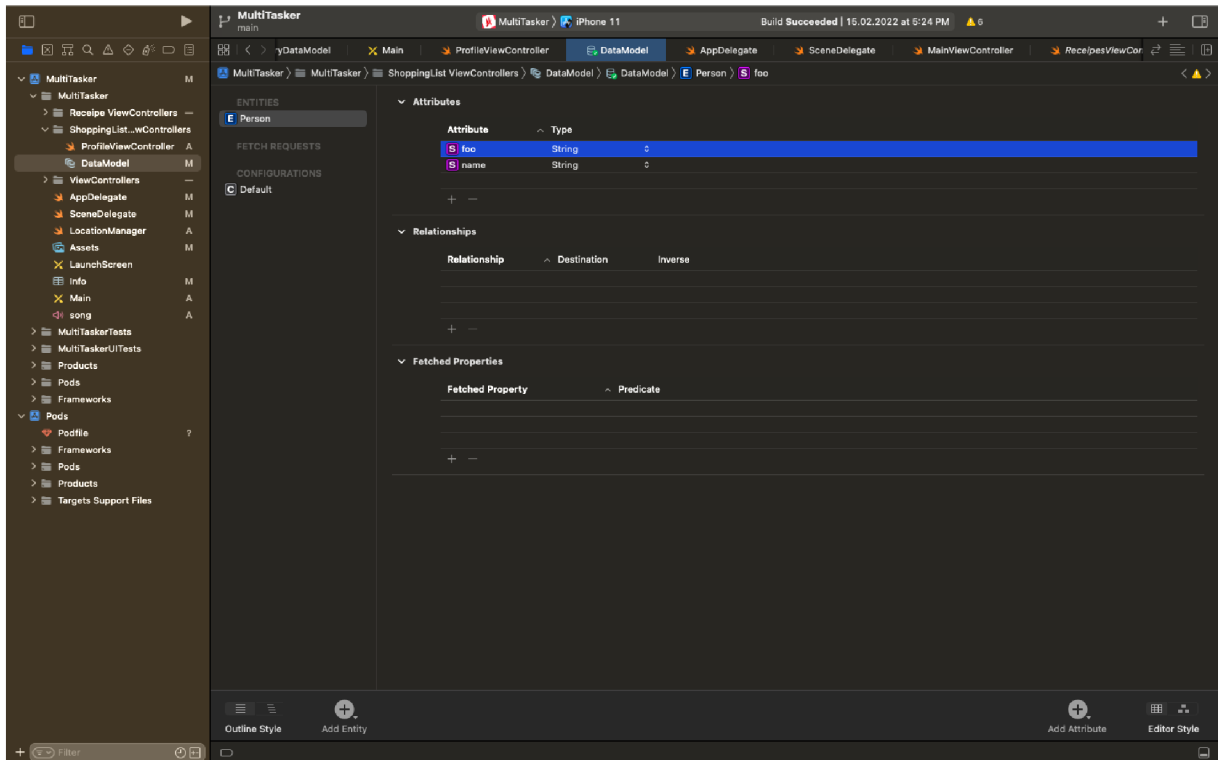 MultiTasker
main
MultiTasker 〉 iPhone 11
Build Succeeded | 15.02.2022 at 5:24 PM
6
yDataModel
Main
ProfileViewController
DataModel
AppDelegate
SceneDelegate
MainViewController
ReceipesViewCor
MultiTasker 〉 MultiTasker 〉 ShoppingList ViewControllers 〉 DataModel 〉 DataModel 〉 E Person 〉 S foo
MultiTasker M
MultiTasker
Receipe ViewControllers
ShoppingList...wControllers
ProfileViewController A
DataModel M
ViewControllers
AppDelegate M
SceneDelegate M
LocationManager A
Assets M
LaunchScreen
Info M
Main A
song A
MultiTaskerTests
MultiTaskerUITests
Products
Pods
Frameworks
Pods
Podfile ?
Frameworks
Pods
Products
Targets Support Files
Filter
ENTITIES
E Person
FETCH REQUESTS
CONFIGURATIONS
C Default
Attributes
Attribute Type
S foo String
S name String
Relationships
Relationship Destination Inverse
Fetched Properties
Fetched Property Predicate
Outline Style
Add Entity
Add Attribute
Editor Style